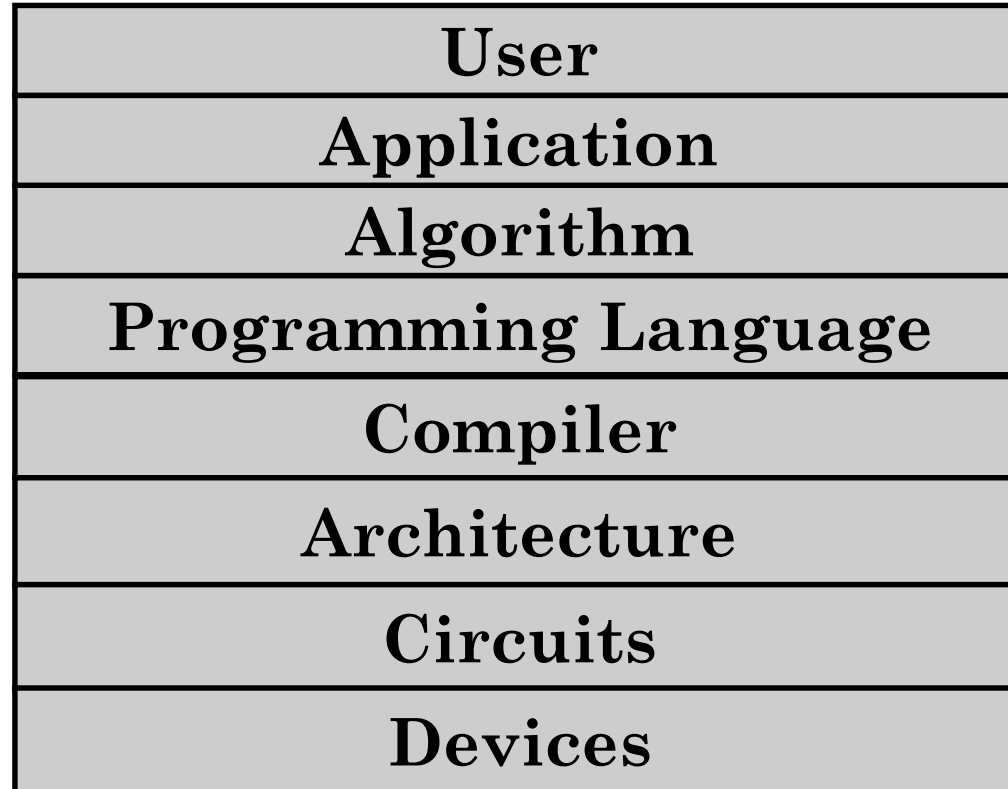 User
Application
Algorithm
Programming Language
Compiler
Architecture
Circuits
Devices